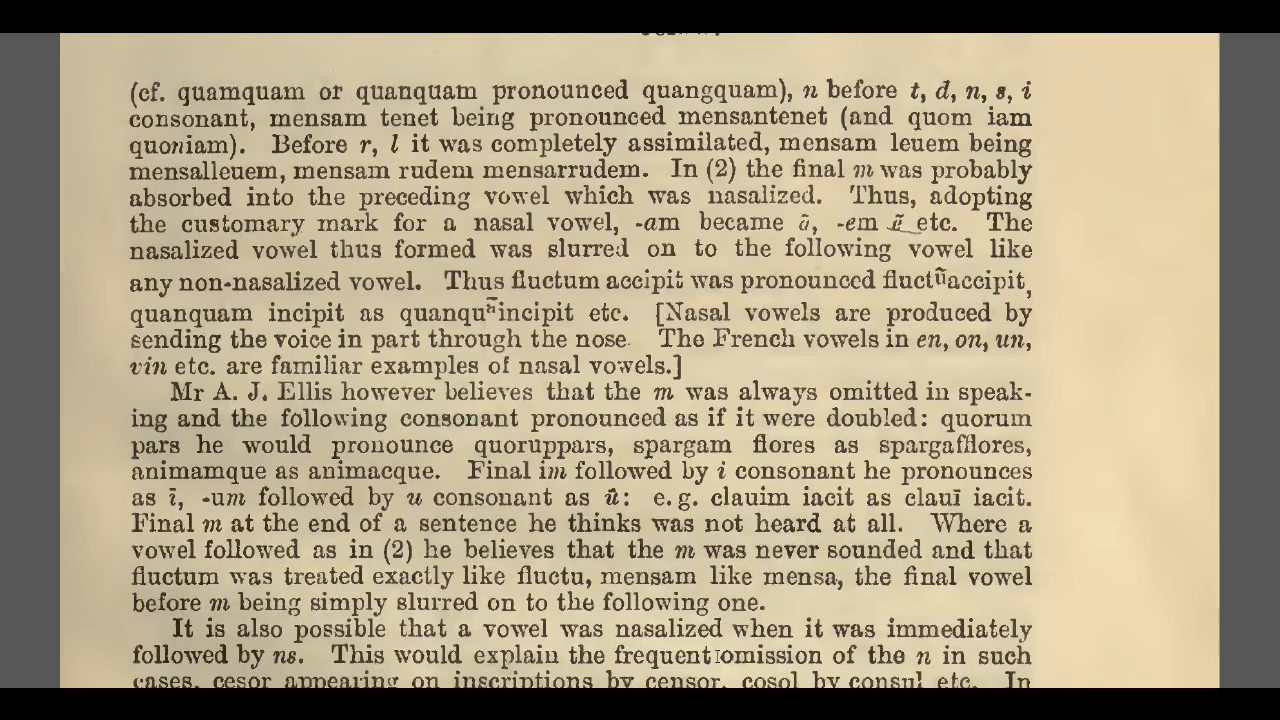 (cf. quamquam or quanquam pronounced quangquam), n before t, d, n, s, i
consonant, mensam tenet being pronounced mensantenet (and quom iam
quoniam). Before r, l it was completely assimilated, mensam leuem being
mensalleuem, mensam rudem mensarrudem. In (2) the final m was probably
absorbed into the preceding vowel which was nasalized. Thus, adopting
the customary mark for a nasal vowel, -am became ã, -em ẽ etc. The
nasalized vowel thus formed was slurred on to the following vowel like
any non-nasalized vowel. Thus fluctum accipit was pronounced fluctũaccipit,
quanquam incipit as quanquãincipit etc. [Nasal vowels are produced by
sending the voice in part through the nose. The French vowels in en, on, un,
vin etc. are familiar examples of nasal vowels.]
Mr A. J. Ellis however believes that the m was always omitted in speak-
ing and the following consonant pronounced as if it were doubled: quorum
pars he would pronounce quoruppars, spargam flores as spargafflores,
animamque as animacque. Final im followed by i consonant he pronounces
as ī, -um followed by u consonant as ū: e.g. clauim iacit as clauī iacit.
Final m at the end of a sentence he thinks was not heard at all. Where a
vowel followed as in (2) he believes that the m was never sounded and that
fluctum was treated exactly like fluctu, mensam like mensa, the final vowel
before m being simply slurred on to the following one.
It is also possible that a vowel was nasalized when it was immediately
followed by ns. This would explain the frequent omission of the n in such
cases, cesor appearing on inscriptions by censor, cosol by consul etc. In